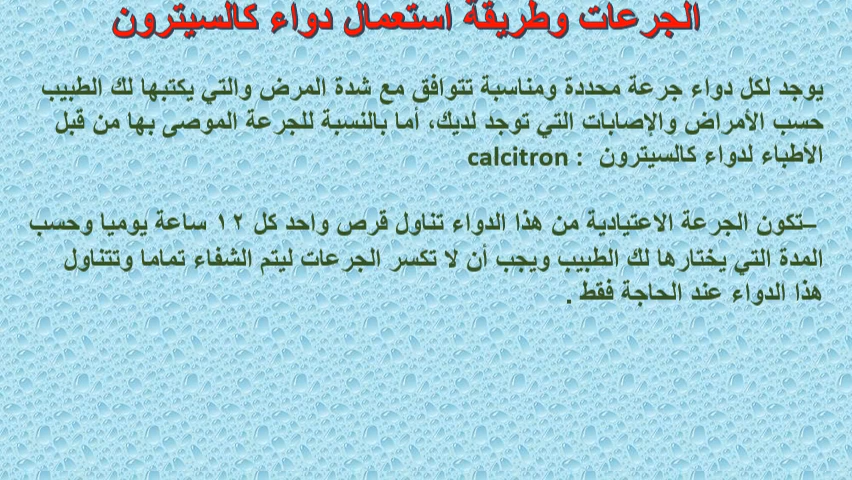 الجرعات وطريقة استعمال دواء كالسيترون
يوجد لكل دواء جرعة محددة ومناسبة تتوافق مع شدة المرض والتي يكتبها لك الطبيب
حسب الأمراض والإصابات التي توجد لديك، أما بالنسبة للجرعة الموصى بها من قبل
الأطباء لدواء كالسيترون calcitron :
–تكون الجرعة الاعتيادية من هذا الدواء تناول قرص واحد كل ١٢ ساعة يوميا وحسب
المدة التي يختارها لك الطبيب ويجب أن لا تكسر الجرعات ليتم الشفاء تماما وتتناول
هذا الدواء عند الحاجة فقط .